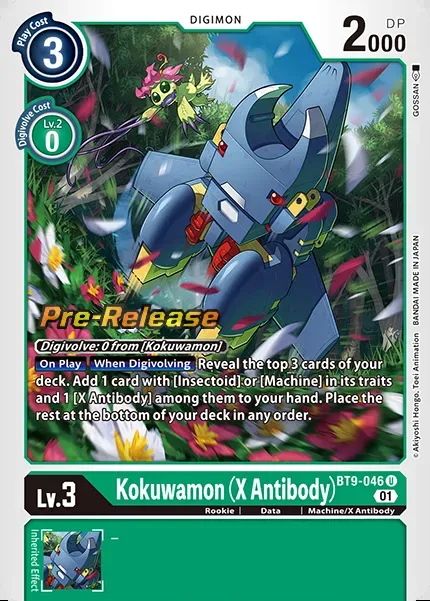 Play Cost
3
DIGIMON
DP
2000
Digivolve Cost
Lv.2
0
GOSSAN
Pre-Release
Digivolve: 0 from [Kokuwamon]
On Play When Digivolving Reveal the top 3 cards of your
deck. Add 1 card with [Insectoid] or [Machine] in its traits
and 1 [X Antibody] among them to your hand. Place the
rest at the bottom of your deck in any order.
© Akiyoshi Hongo, Toei Animation BANDAI MADE IN JAPAN
Lv.3
Kokuwamon (X Antibody)
BT9-046 U
01
Rookie | Data | Machine/X Antibody
Inherited Effect
–